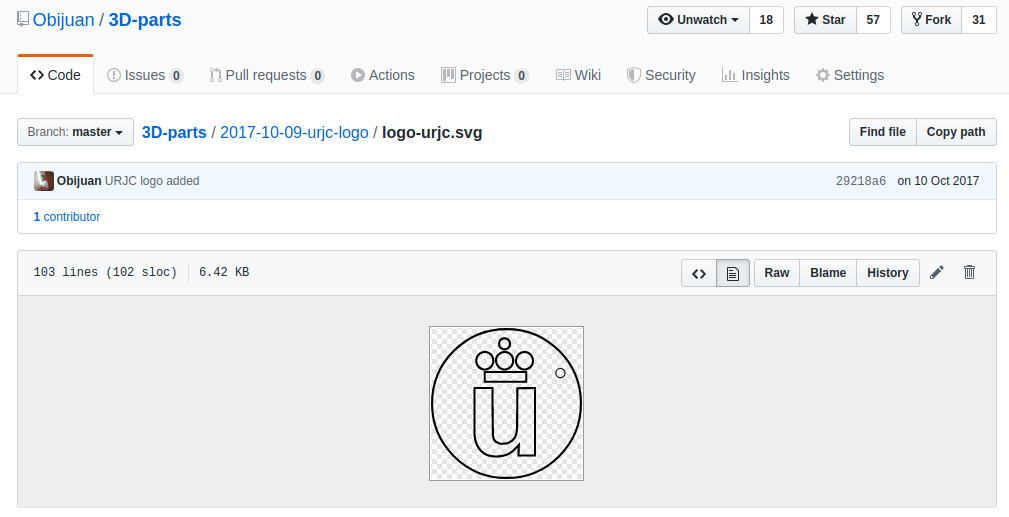 Obijuan / 3D-parts
Unwatch 18 Star 57 Fork 31
Code Issues 0 Pull requests 0 Actions Projects 0 Wiki Security Insights Settings
Branch: master 3D-parts / 2017-10-09-urjc-logo / logo-urjc.svg Find file Copy path
Obijuan URJC logo added 29218a6 on 10 Oct 2017
1 contributor
103 lines (102 sloc) 6.42 KB Raw Blame History
u